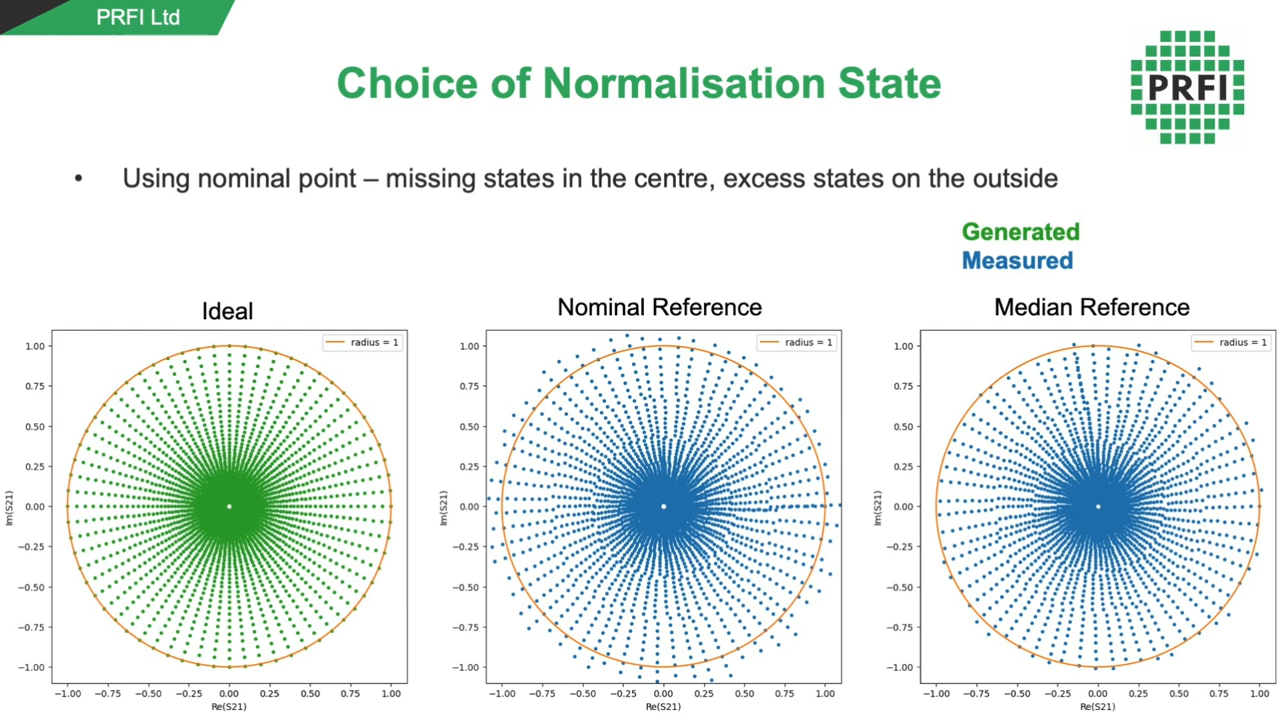 PRFI Ltd
Choice of Normalisation State
PRFI
• Using nominal point – missing states in the centre, excess states on the outside
Generated
Measured
Ideal
Nominal Reference
Median Reference
radius = 1
radius = 1
radius = 1
1.00
0.75
0.50
0.25
0.00
−0.25
−0.50
−0.75
−1.00
Im(S21)
−1.00 −0.75 −0.50 −0.25 0.00 0.25 0.50 0.75 1.00
Re(S21)
1.00
0.75
0.50
0.25
0.00
−0.25
−0.50
−0.75
−1.00
Im(S21)
−1.00 −0.75 −0.50 −0.25 0.00 0.25 0.50 0.75 1.00
Re(S21)
1.00
0.75
0.50
0.25
0.00
−0.25
−0.50
−0.75
−1.00
Im(S21)
−1.00 −0.75 −0.50 −0.25 0.00 0.25 0.50 0.75 1.00
Re(S21)